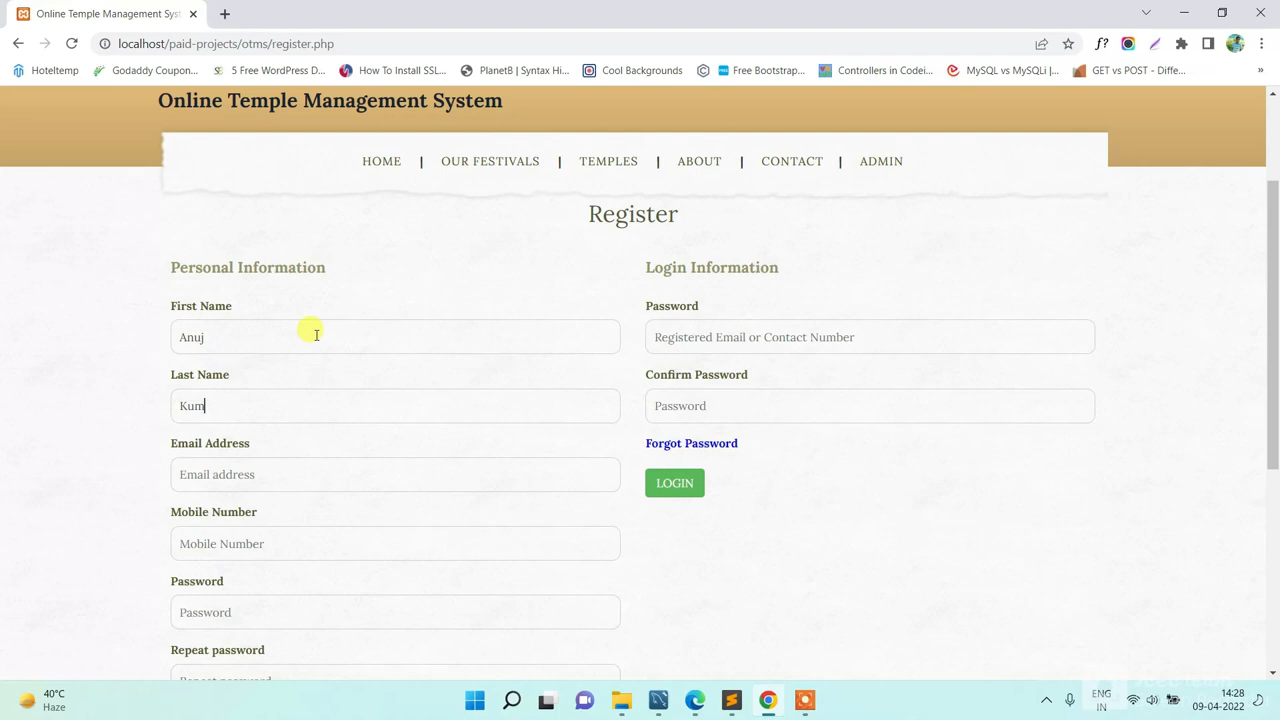 Online Temple Management Syst
localhost/paid-projects/otms/register.php
f?
Hoteltemp
Godaddy Coupon...
5 Free WordPress D...
How To Install SSL...
PlanetB | Syntax Hi...
Cool Backgrounds
Free Bootstrap...
Controllers in Codei...
MySQL vs MySQLi |...
GET vs POST - Diffe...
»
Online Temple Management System
HOME | OUR FESTIVALS | TEMPLES | ABOUT | CONTACT | ADMIN
Register
Personal Information
First Name
Anuj
Last Name
Kum
Email Address
Email address
Mobile Number
Mobile Number
Password
Password
Repeat password
Repeat password
Login Information
Password
Registered Email or Contact Number
Confirm Password
Password
Forgot Password
LOGIN
40°C
Haze
ENG
IN
14:28
09-04-2022